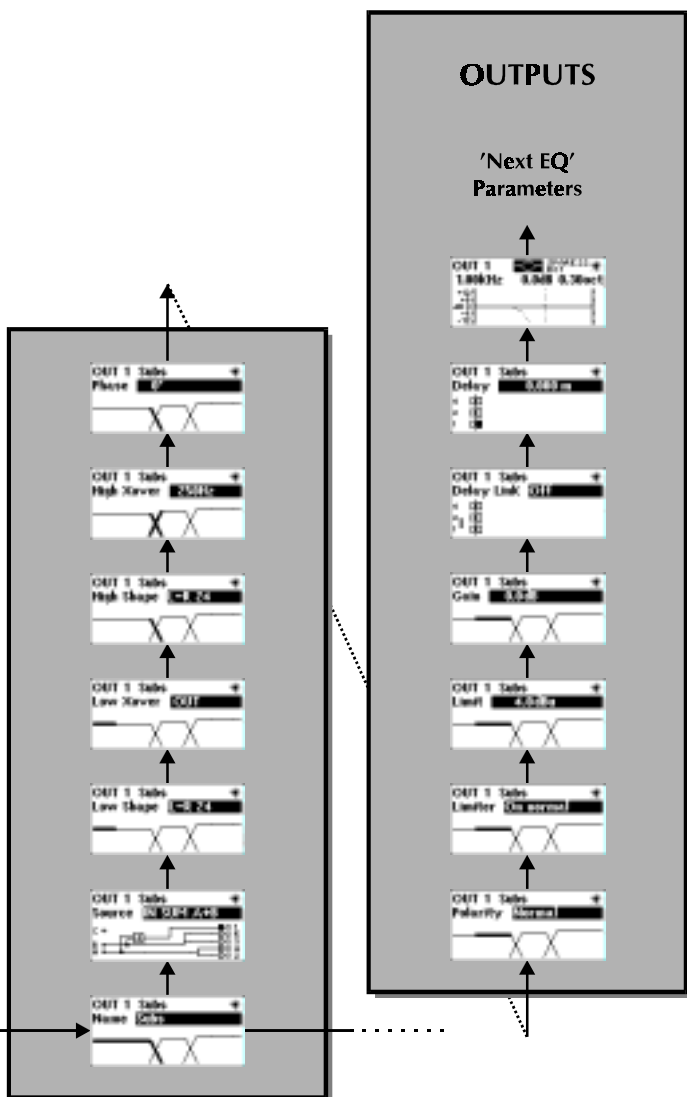 OUTPUTS
'Next EQ'
Parameters
OUT 1
1.00kHz 0.0dB 0.30oct
OUT 1 Subs
Delay 0.000 m
OUT 1 Subs
Delay Link Off
OUT 1 Subs
Gain 0.0dB
OUT 1 Subs
Limit
OUT 1 Subs
Limiter On normal
OUT 1 Subs
Polarity Normal
OUT 1 Subs
Phase 0°
OUT 1 Subs
High Xover 250Hz
OUT 1 Subs
High Shape L-R 24
OUT 1 Subs
Low Xover OUT
OUT 1 Subs
Low Shape L-R 24
OUT 1 Subs
Source IN SUM A+B
OUT 1 Subs
Name Subs